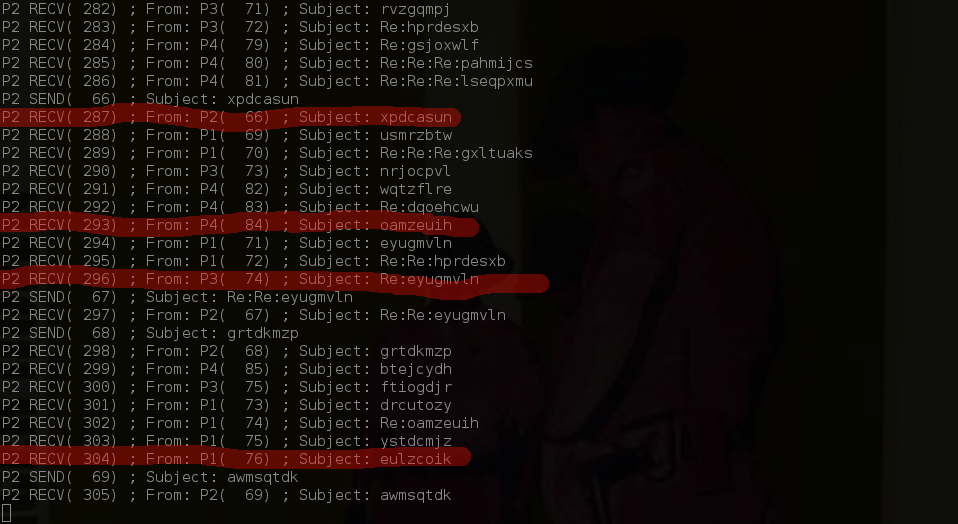 P2 RECV( 282) ; From: P3(  71) ; Subject: rvzgqmpj
P2 RECV( 283) ; From: P3(  72) ; Subject: Re:hprdesxb
P2 RECV( 284) ; From: P4(  79) ; Subject: Re:gsjoxwlf
P2 RECV( 285) ; From: P4(  80) ; Subject: Re:Re:Re:pahmijcs
P2 RECV( 286) ; From: P4(  81) ; Subject: Re:Re:Re:lseqpxmu
P2 SEND(  66) ; Subject: xpdcasun
P2 RECV( 287) ; From: P2(  66) ; Subject: xpdcasun
P2 RECV( 288) ; From: P1(  69) ; Subject: usmrzbtw
P2 RECV( 289) ; From: P1(  70) ; Subject: Re:Re:Re:gxltuaks
P2 RECV( 290) ; From: P3(  73) ; Subject: nrjocpvl
P2 RECV( 291) ; From: P4(  82) ; Subject: wqtzflre
P2 RECV( 292) ; From: P4(  83) ; Subject: Re:dqoehcwu
P2 RECV( 293) ; From: P4(  84) ; Subject: oamzeuih
P2 RECV( 294) ; From: P1(  71) ; Subject: eyugmvln
P2 RECV( 295) ; From: P1(  72) ; Subject: Re:Re:hprdesxb
P2 RECV( 296) ; From: P3(  74) ; Subject: Re:eyugmvln
P2 SEND(  67) ; Subject: Re:Re:eyugmvln
P2 RECV( 297) ; From: P2(  67) ; Subject: Re:Re:eyugmvln
P2 SEND(  68) ; Subject: grtdkmzp
P2 RECV( 298) ; From: P2(  68) ; Subject: grtdkmzp
P2 RECV( 299) ; From: P4(  85) ; Subject: btejcydh
P2 RECV( 300) ; From: P3(  75) ; Subject: ftiogdjr
P2 RECV( 301) ; From: P1(  73) ; Subject: drcutozy
P2 RECV( 302) ; From: P1(  74) ; Subject: Re:oamzeuih
P2 RECV( 303) ; From: P1(  75) ; Subject: ystdcmjz
P2 RECV( 304) ; From: P1(  76) ; Subject: eulzcoik
P2 SEND(  69) ; Subject: awmsqtdk
P2 RECV( 305) ; From: P2(  69) ; Subject: awmsqtdk